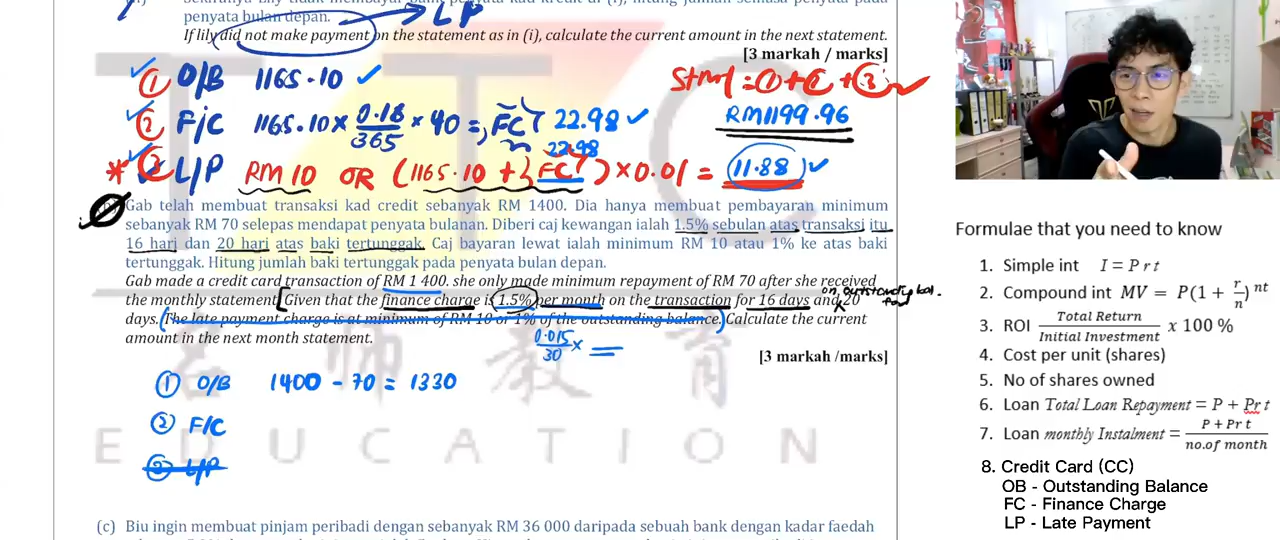 penyata bulan depan. → LP
If lily did not make payment on the statement as in (i), calculate the current amount in the next statement.
[3 markah / marks]
① O/B 1165.10 ✓
Stmt = ① + ② + ③ ✓
② F/C 1165.10 × 0.18/365 × 40 =, FC 22.98 ✓
RM1199.96
22.98
* ③ L/P RM 10 OR (1165.10 + FC) × 0.01 = 11.88 ✓
Gab telah membuat transaksi kad credit sebanyak RM 1400. Dia hanya membuat pembayaran minimum
sebanyak RM 70 selepas mendapat penyata bulanan. Diberi caj kewangan ialah 1.5% sebulan atas transaksi itu
16 hari dan 20 hari atas baki tertunggak. Caj bayaran lewat ialah minimum RM 10 atau 1% ke atas baki
tertunggak. Hitung jumlah baki tertunggak pada penyata bulan depan.
Gab made a credit card transaction of RM 1 400. she only made minimum repayment of RM 70 after she received
on outstanding bal.
the monthly statement. Given that the finance charge is 1.5% per month on the transaction for 16 days and 20
days. (The late payment charge is at minimum of RM 10 or 1% of the outstanding balance.) Calculate the current
amount in the next month statement.
0.015/30 ×
[3 markah /marks]
① O/B 1400 - 70 = 1330
② F/C
③ L/P
EDUCATION
名师教育
(c) Biu ingin membuat pinjam peribadi dengan sebanyak RM 36 000 daripada sebuah bank dengan kadar faedah
Formulae that you need to know
1. Simple int I = P r t
2. Compound int MV = P(1 + r/n)^nt
3. ROI Total Return/Initial Investment x 100 %
4. Cost per unit (shares)
5. No of shares owned
6. Loan Total Loan Repayment = P + Pr t
7. Loan monthly Instalment = P + Pr t/no.of month
8. Credit Card (CC)
OB - Outstanding Balance
FC - Finance Charge
LP - Late Payment